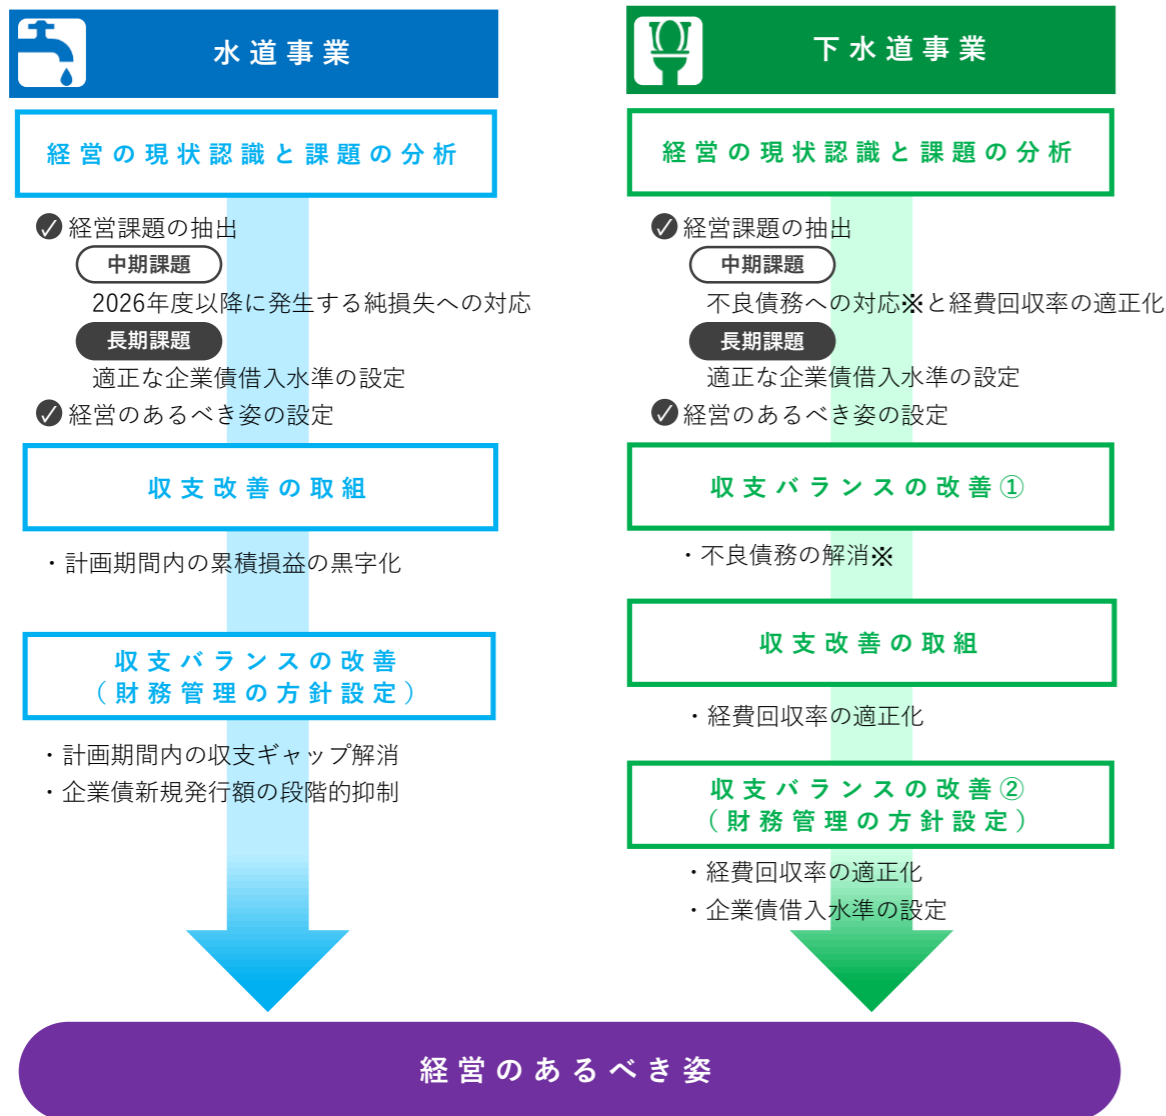 水道事業
経営の現状認識と課題の分析
経営課題の抽出
中期課題
2026年度以降に発生する純損失への対応
長期課題
適正な企業債借入水準の設定
経営のあるべき姿の設定
収支改善の取組
・計画期間内の累積損益の黒字化
収支バランスの改善
（財務管理の方針設定）
・計画期間内の収支ギャップ解消
・企業債新規発行額の段階的抑制
下水道事業
経営の現状認識と課題の分析
経営課題の抽出
中期課題
不良債務への対応※と経費回収率の適正化
長期課題
適正な企業債借入水準の設定
経営のあるべき姿の設定
収支バランスの改善①
・不良債務の解消※
収支改善の取組
・経費回収率の適正化
収支バランスの改善②
（財務管理の方針設定）
・経費回収率の適正化
・企業債借入水準の設定
経営のあるべき姿